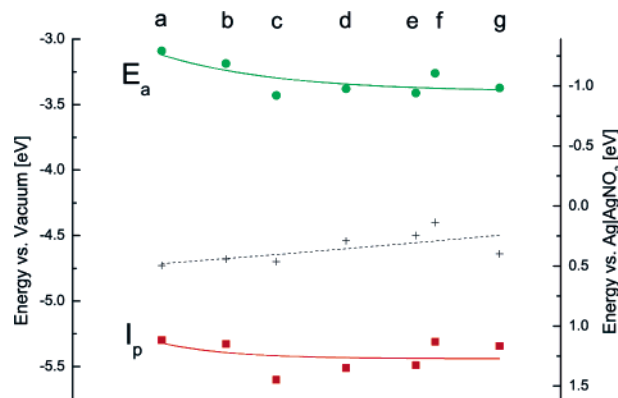 a b c d e f g
-3.0
-3.5
-4.0
-4.5
-5.0
-5.5
Energy vs. Vacuum [eV]
Ea
Ip
-1.0
-0.5
0.0
0.5
1.0
1.5
Energy vs. Ag|AgNO3 [eV]